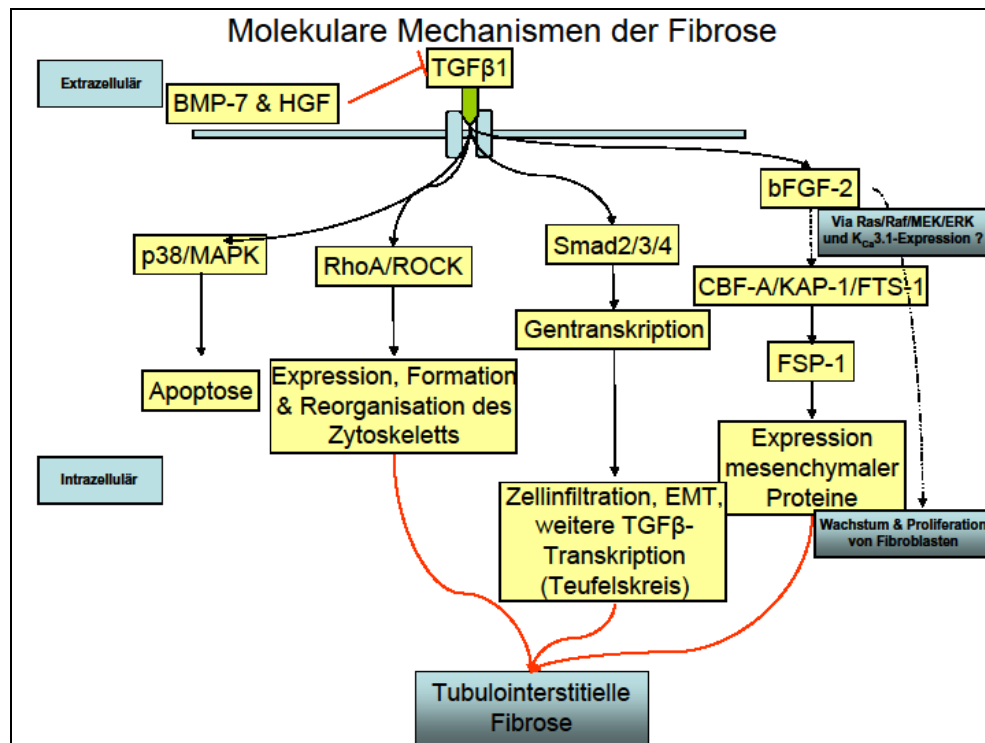 Molekulare Mechanismen der Fibrose
Extrazellulär
TGFβ1
BMP-7 & HGF
bFGF-2
Via Ras/Raf/MEK/ERK
und KCa3.1-Expression ?
p38/MAPK
RhoA/ROCK
Smad2/3/4
CBF-A/KAP-1/FTS-1
Gentranskription
FSP-1
Apoptose
Expression, Formation
& Reorganisation des
Zytoskeletts
Expression
mesenchymaler
Proteine
Intrazellulär
Zellinfiltration, EMT,
weitere TGFβ-
Transkription
(Teufelskreis)
Wachstum & Proliferation
von Fibroblasten
Tubulointerstitielle
Fibrose